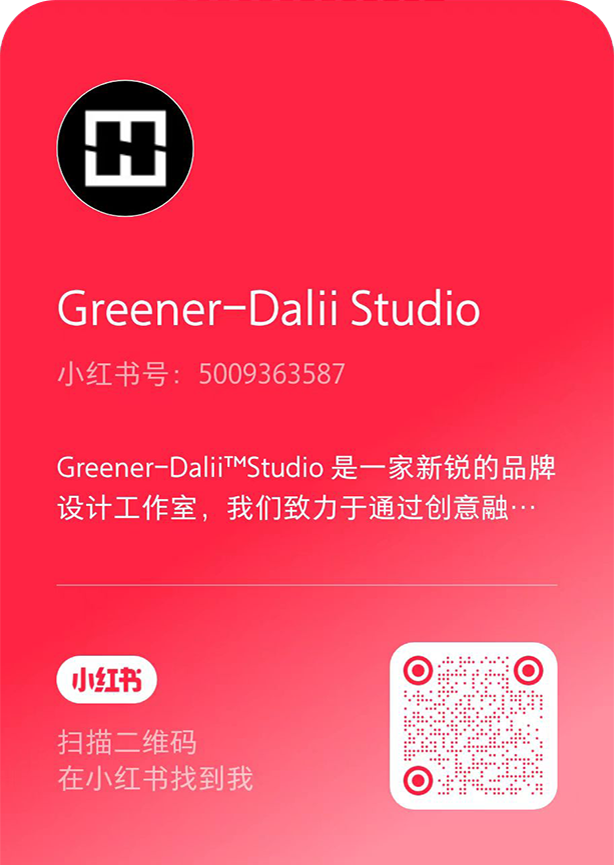 Greener-Dalii Studio
小红书号：5009363587
Greener-Dalii™Studio 是一家新锐的品牌
设计工作室，我们致力于通过创意融…
小红书
扫描二维码
在小红书找到我